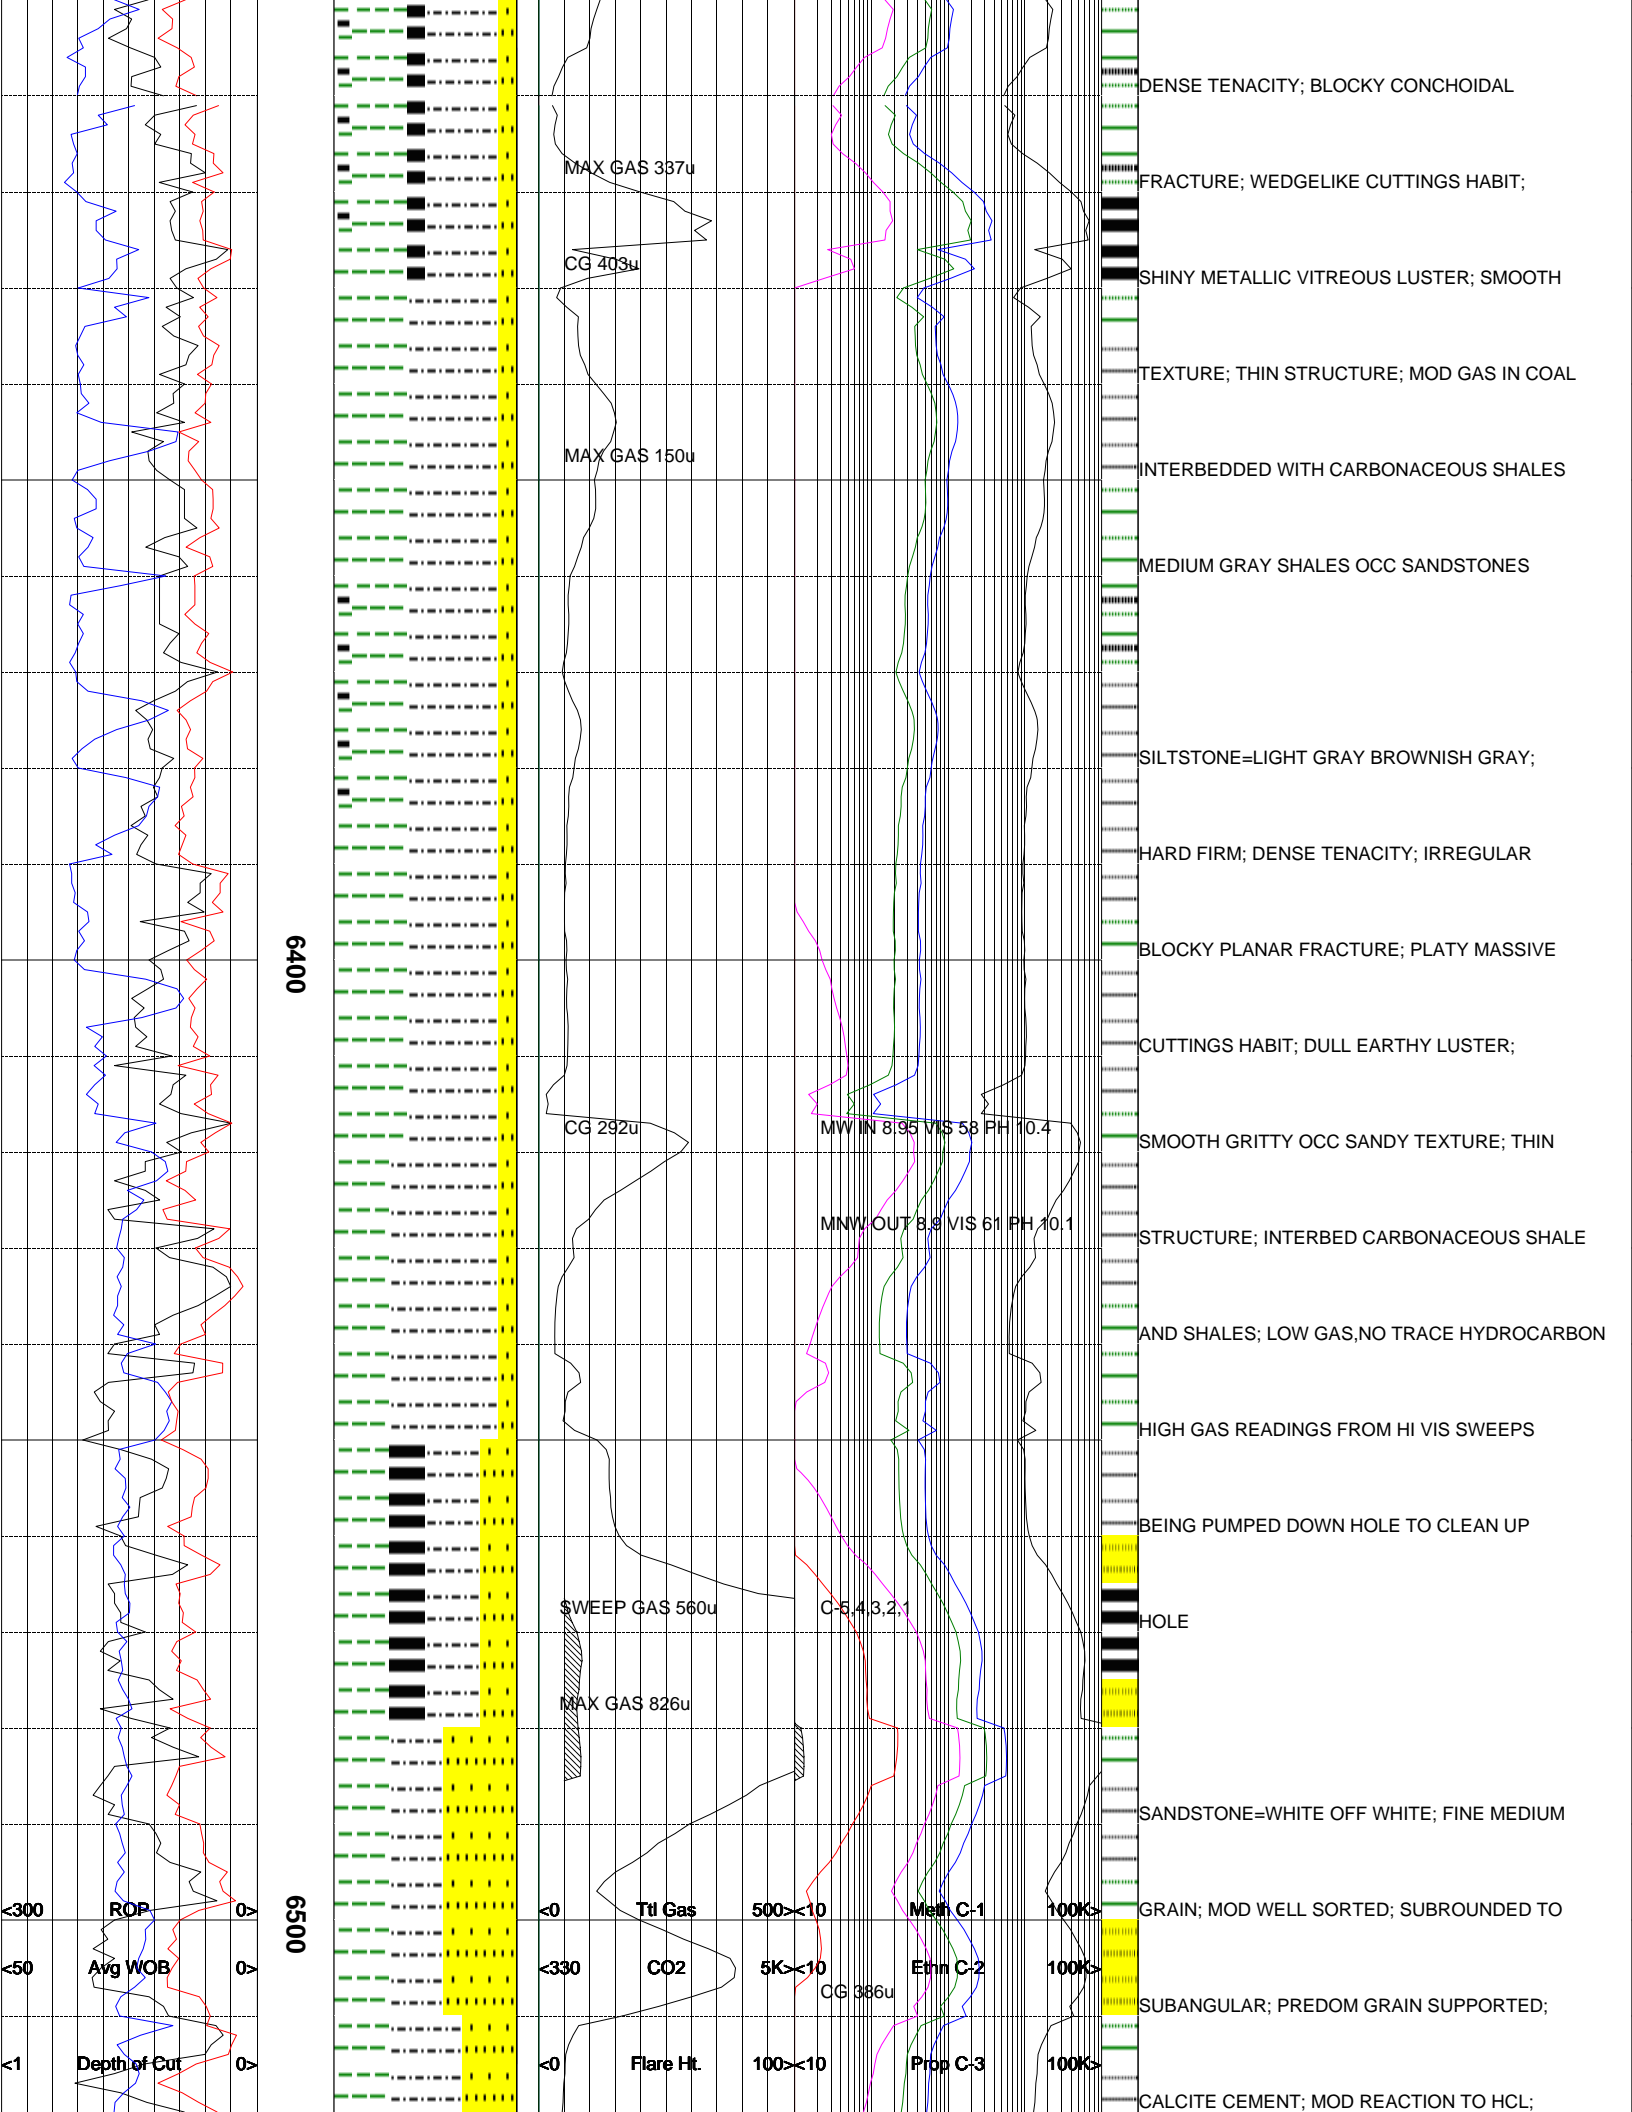 DENSE TENACITY; BLOCKY CONCHOIDAL
MAX GAS 337u
FRACTURE; WEDGELIKE CUTTINGS HABIT;
CG 403u
SHINY METALLIC VITREOUS LUSTER; SMOOTH
TEXTURE; THIN STRUCTURE; MOD GAS IN COAL
MAX GAS 150u
INTERBEDDED WITH CARBONACEOUS SHALES
MEDIUM GRAY SHALES OCC SANDSTONES
SILTSTONE=LIGHT GRAY BROWNISH GRAY;
HARD FIRM; DENSE TENACITY; IRREGULAR
6400
BLOCKY PLANAR FRACTURE; PLATY MASSIVE
CUTTINGS HABIT; DULL EARTHY LUSTER;
CG 292u
MW IN 8.95 VIS 58 PH 10.4
SMOOTH GRITTY OCC SANDY TEXTURE; THIN
MNW OUT 8.9 VIS 61 PH 10.1
STRUCTURE; INTERBED CARBONACEOUS SHALE
AND SHALES; LOW GAS,NO TRACE HYDROCARBON
HIGH GAS READINGS FROM HI VIS SWEEPS
BEING PUMPED DOWN HOLE TO CLEAN UP
SWEEP GAS 560u
C-5,4,3,2,1
HOLE
MAX GAS 826u
SANDSTONE=WHITE OFF WHITE; FINE MEDIUM
6500
<300 ROP 0>
<0 Ttl Gas 500>
<10 Meth C-1 100K>
GRAIN; MOD WELL SORTED; SUBROUNDED TO
<50 Avg WOB 0>
<330 CO2 5K>
<10 Ethn C-2 100K>
CG 386u
SUBANGULAR; PREDOM GRAIN SUPPORTED;
<1 Depth of Cut 0>
<0 Flare Ht. 100>
<10 Prop C-3 100K>
CALCITE CEMENT; MOD REACTION TO HCL;